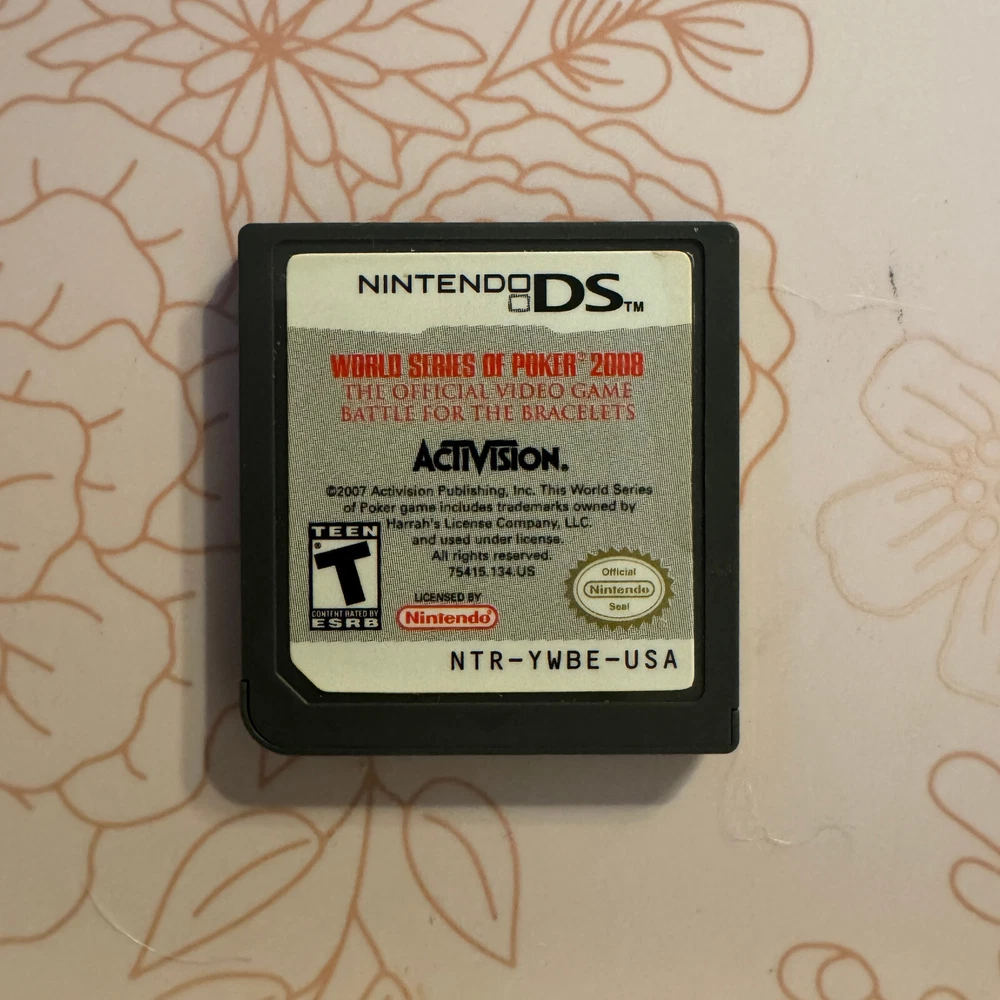 NINTENDO DS™
WORLD SERIES OF POKER® 2008
THE OFFICIAL VIDEO GAME
BATTLE FOR THE BRACELETS
ACTIVISION.
©2007 Activision Publishing, Inc. This World Series
of Poker game includes trademarks owned by
Harrah's License Company, LLC.
and used under license.
All rights reserved.
75415.134.US
TEEN
T
CONTENT RATED BY
ESRB
LICENSED BY
Nintendo®
Official
Nintendo
Seal
NTR-YWBE-USA